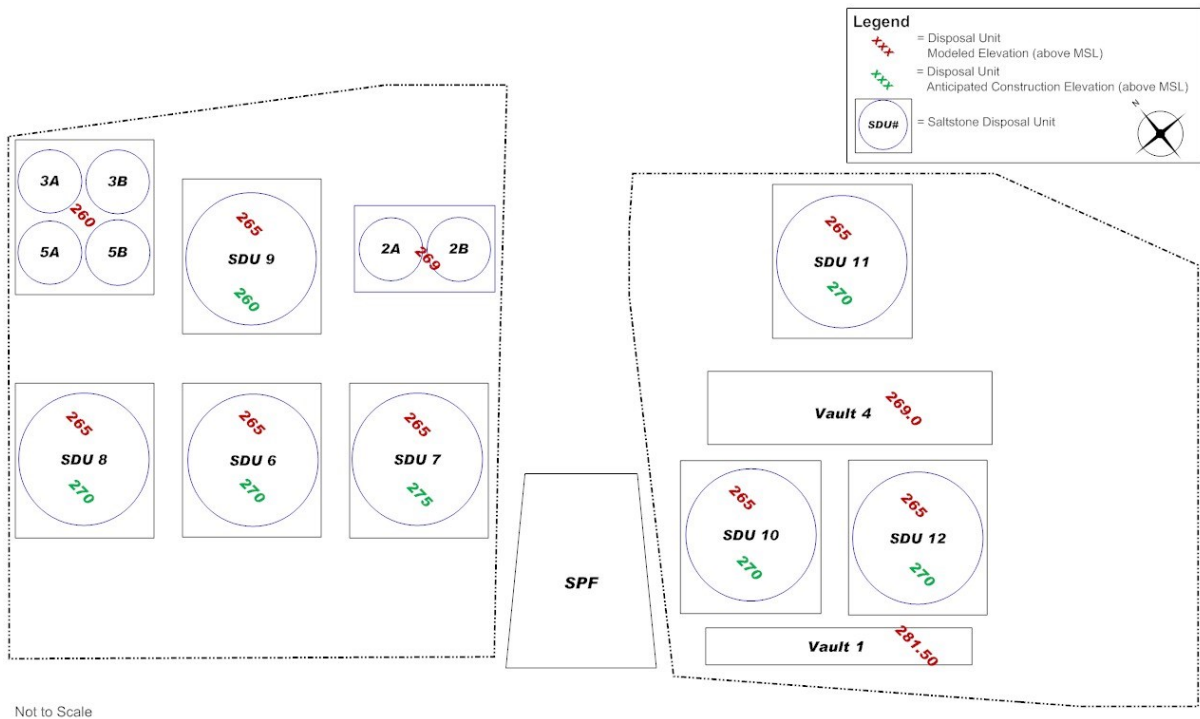 Legend
xxx
= Disposal Unit
Modeled Elevation (above MSL)
xxx
= Disposal Unit
Anticipated Construction Elevation (above MSL)
SDU#
= Saltstone Disposal Unit
N
3A
3B
260
5A
5B
265
SDU 9
260
2A
269
2B
265
SDU 8
270
265
SDU 6
270
265
SDU 7
275
SPF
265
SDU 11
270
Vault 4
269.0
265
SDU 10
270
265
SDU 12
270
Vault 1
281.50
Not to Scale